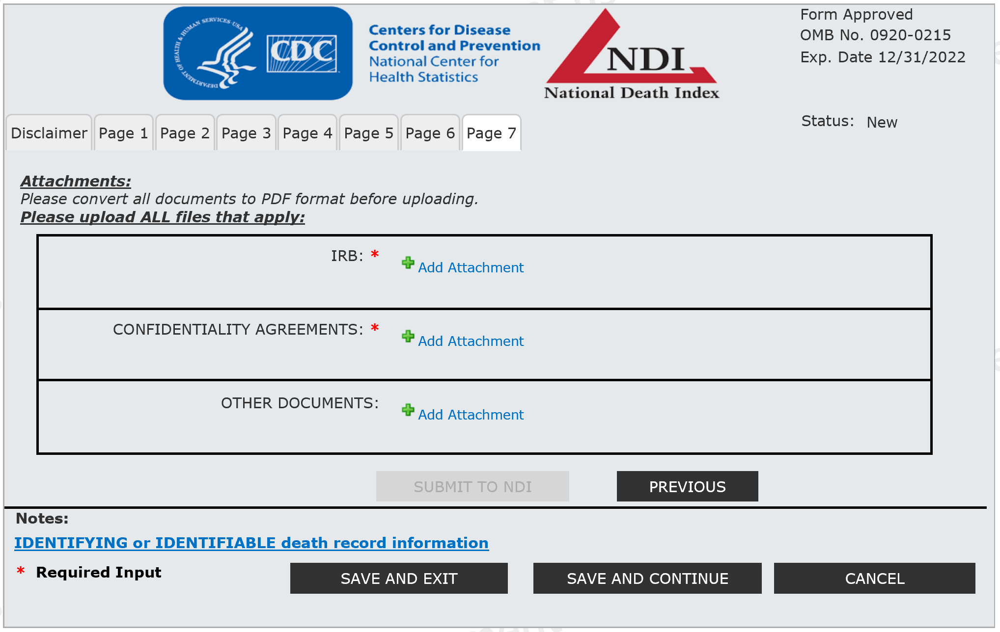 DEPARTMENT OF HEALTH & HUMAN SERVICES·USA
CDC
Centers for Disease
Control and Prevention
National Center for
Health Statistics
NDI
National Death Index
Form Approved
OMB No. 0920-0215
Exp. Date 12/31/2022
Disclaimer Page 1 Page 2 Page 3 Page 4 Page 5 Page 6 Page 7
Status: New
Attachments:
Please convert all documents to PDF format before uploading.
Please upload ALL files that apply:
IRB: * Add Attachment
CONFIDENTIALITY AGREEMENTS: * Add Attachment
OTHER DOCUMENTS: Add Attachment
SUBMIT TO NDI PREVIOUS
Notes:
IDENTIFYING or IDENTIFIABLE death record information
* Required Input SAVE AND EXIT SAVE AND CONTINUE CANCEL